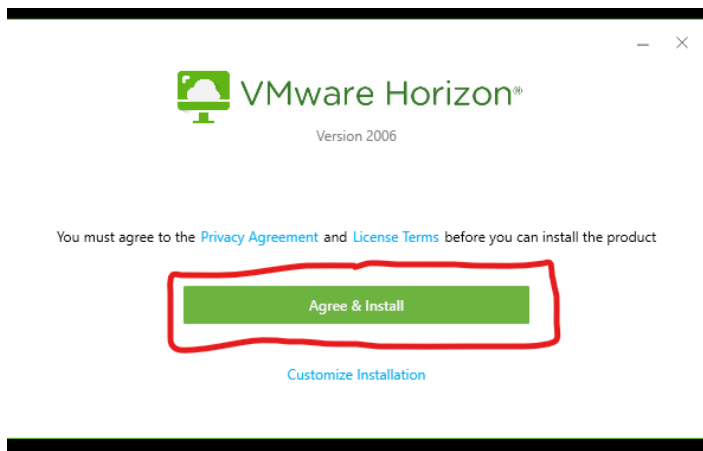 VMware Horizon®
Version 2006
You must agree to the Privacy Agreement and License Terms before you can install the product
Agree & Install
Customize Installation